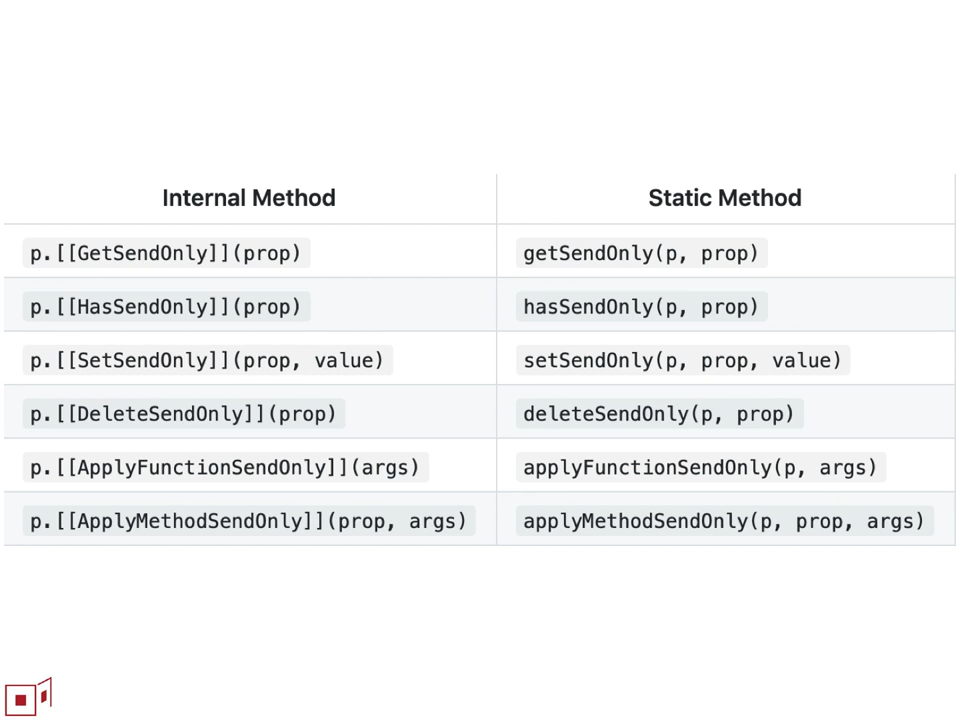 Internal Method Static Method
p.[[GetSendOnly]](prop) getSendOnly(p, prop)
p.[[HasSendOnly]](prop) hasSendOnly(p, prop)
p.[[SetSendOnly]](prop, value) setSendOnly(p, prop, value)
p.[[DeleteSendOnly]](prop) deleteSendOnly(p, prop)
p.[[ApplyFunctionSendOnly]](args) applyFunctionSendOnly(p, args)
p.[[ApplyMethodSendOnly]](prop, args) applyMethodSendOnly(p, prop, args)